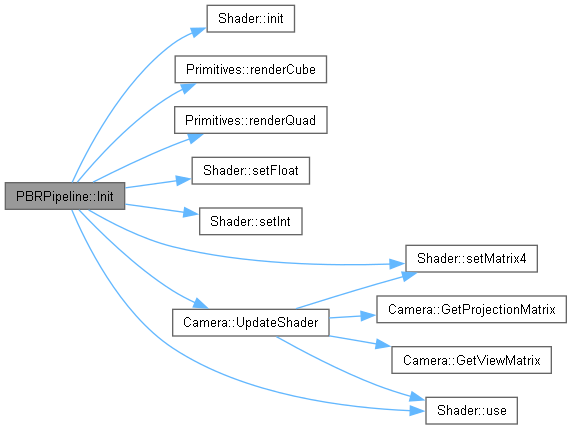 Shader::init
Primitives::renderCube
Primitives::renderQuad
Shader::setFloat
PBRPipeline::Init
Shader::setInt
Shader::setMatrix4
Camera::GetProjectionMatrix
Camera::UpdateShader
Camera::GetViewMatrix
Shader::use